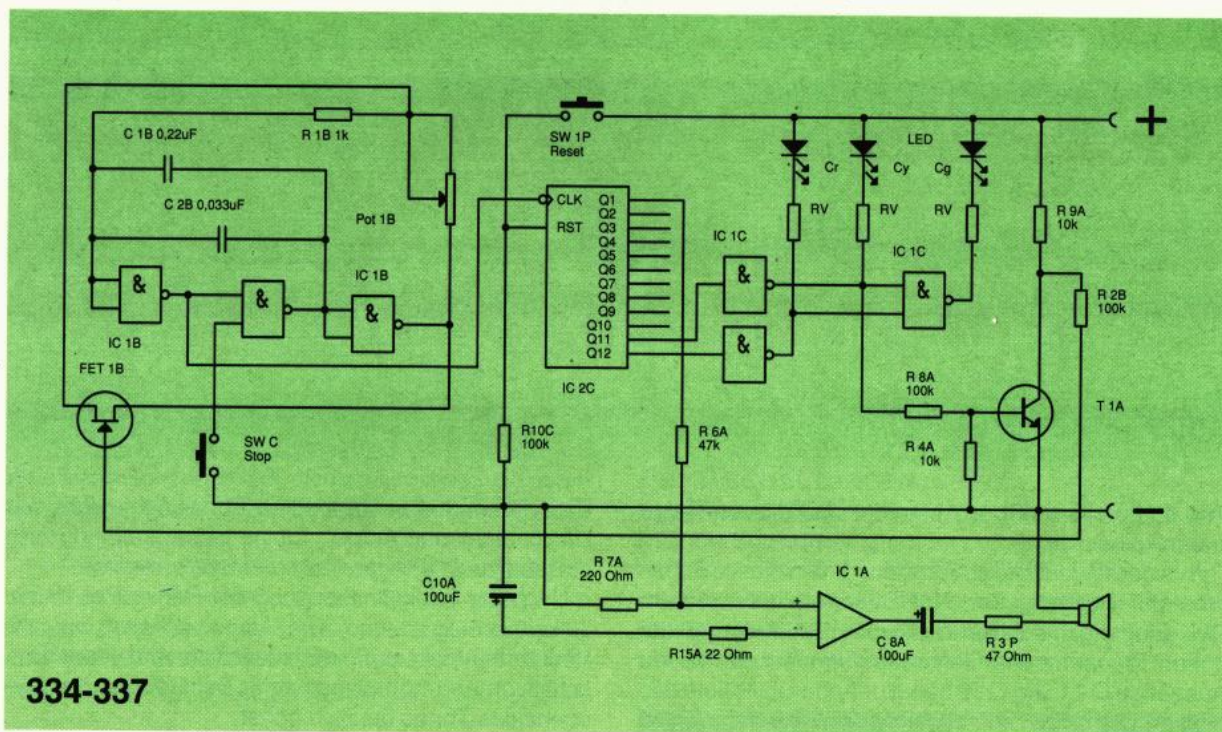 C 1B 0,22uF
R 1B 1k
C 2B 0,033uF
Pot 1B
IC 1B
IC 1B
&
&
&
FET 1B
SW C
Stop
SW 1P
Reset
CLK
RST
Q1
Q2
Q3
Q4
Q5
Q6
Q7
Q8
Q9
Q10
Q11
Q12
IC 2C
R10C
100k
R 6A
47k
IC 1C
&
&
LED
Cr
Cy
Cg
RV
RV
RV
IC 1C
&
R 9A
10k
R 2B
100k
R 8A
100k
R 4A
10k
T 1A
+
−
C10A
100uF
+
R 7A
220 Ohm
R15A 22 Ohm
IC 1A
+
+
C 8A
100uF
R 3 P
47 Ohm
334-337